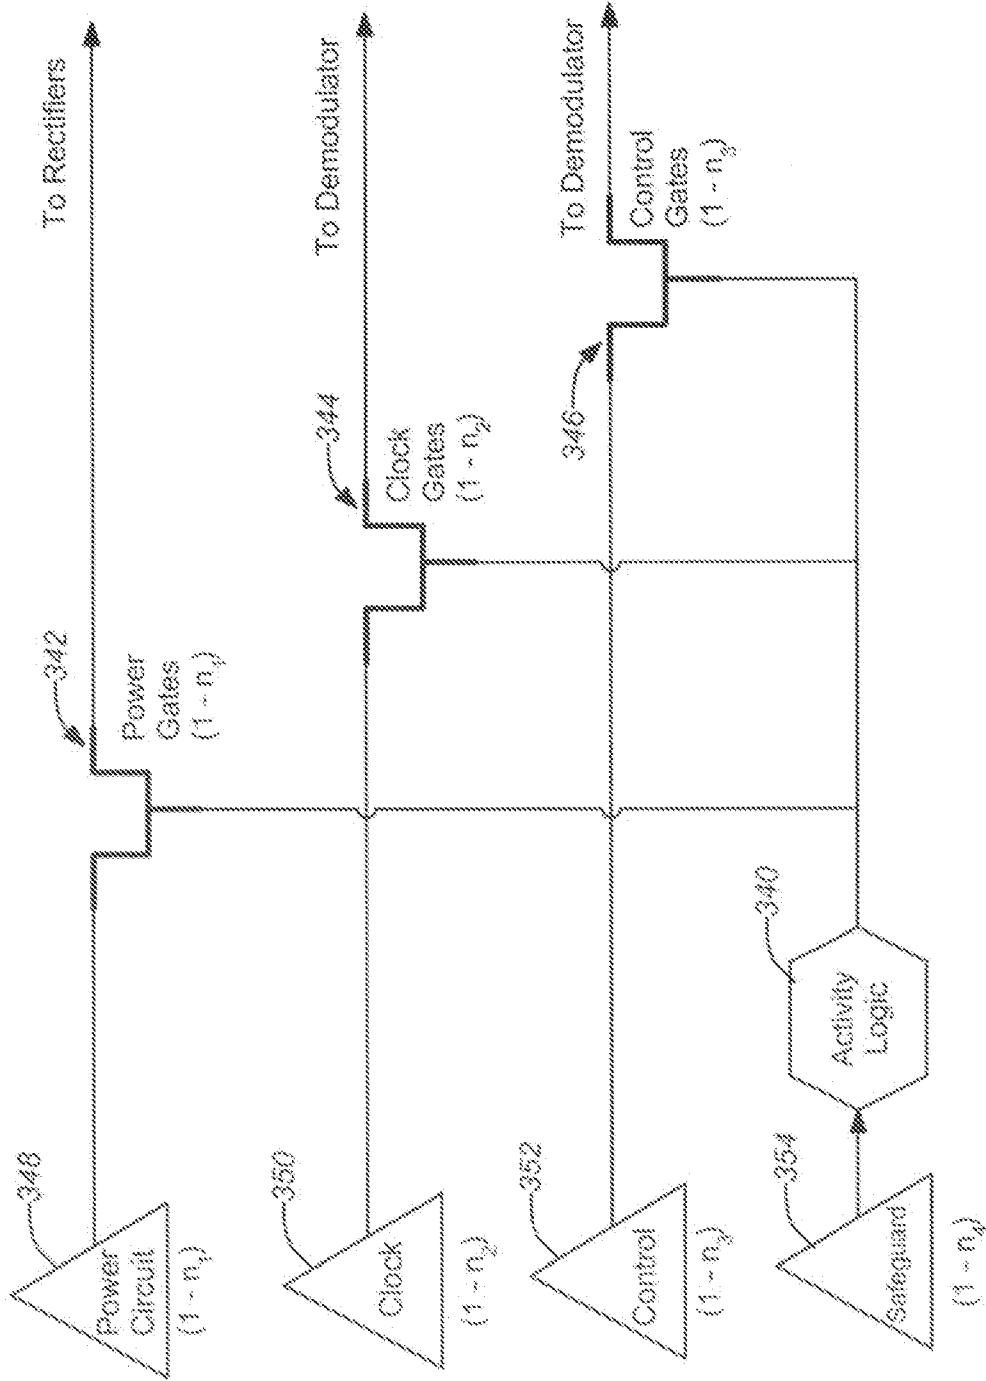 348
Power
Circuit
(1 - n₁)
342
Power
Gates
(1 - n₁)
To Rectifiers
350
Clock
(1 - n₂)
344
Clock
Gates
(1 - n₂)
To Demodulator
352
Control
(1 - n₃)
346
To Demodulator
Control
Gates
(1 - n₃)
354
Safeguard
(1 - n₄)
340
Activity
Logic